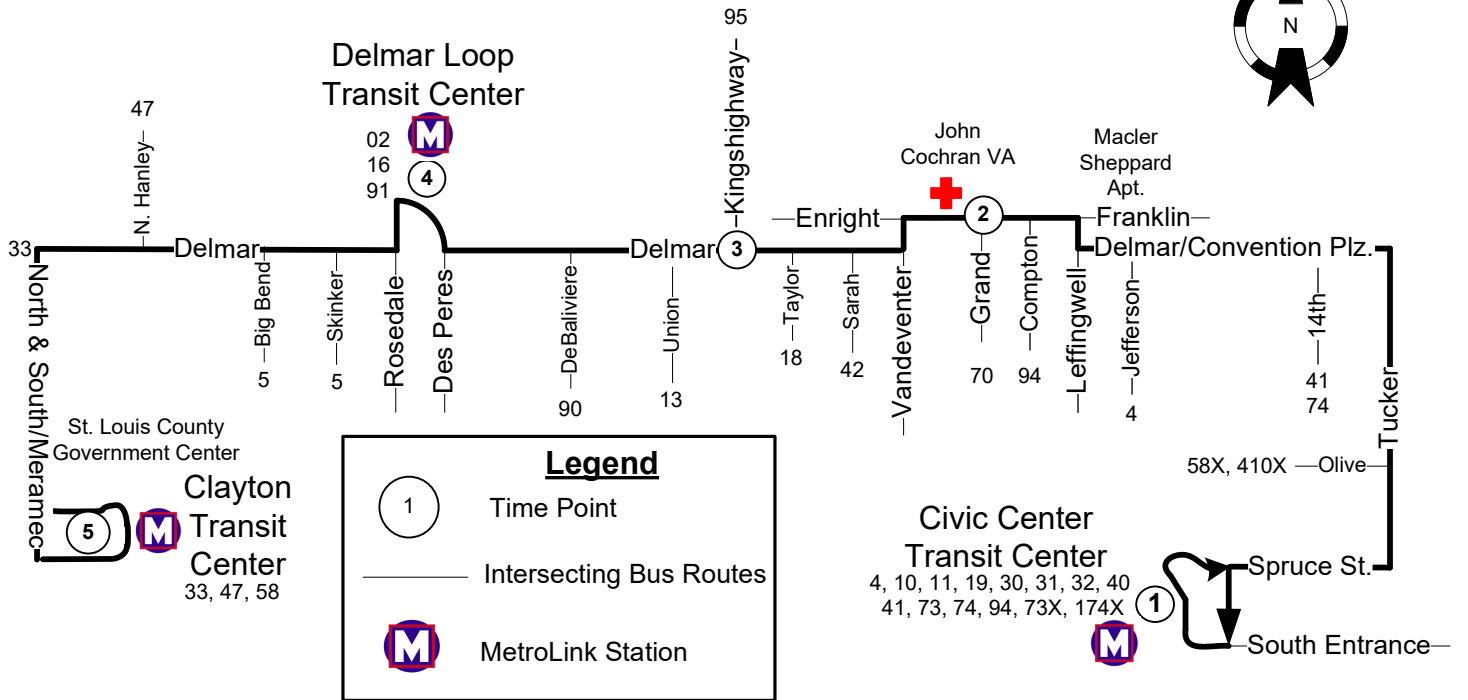 95
N
Delmar Loop
Transit Center
M
02
16
91
4
47
N. Hanley
Kingshighway
John
Cochran VA
Macler
Sheppard
Apt.
33
Delmar
Delmar
3
Enright
2
Franklin
Delmar/Convention Plz.
North & South/Meramec
Big Bend
5
Skinker
5
Rosedale
Des Peres
DeBaliviere
90
Union
13
Taylor
18
Sarah
42
Vandeventer
Grand
70
Compton
94
Leffingwell
Jefferson
4
14th
41
74
Tucker
58X, 410X
Olive
St. Louis County
Government Center
Clayton
Transit
Center
33, 47, 58
5
M
Legend
1
Time Point
Intersecting Bus Routes
M
MetroLink Station
Civic Center
Transit Center
4, 10, 11, 19, 30, 31, 32, 40
41, 73, 74, 94, 73X, 174X
1
M
Spruce St.
South Entrance